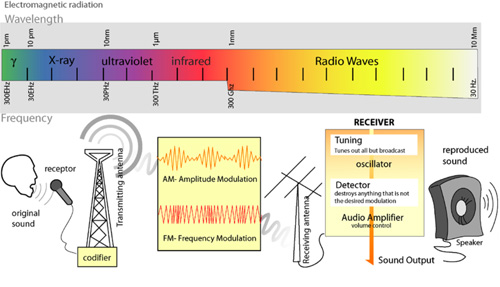 Electromagnetic radiation
Wavelength
1pm
10 pm
10nm
1μm
1mm
10 Mm
γ
X-ray
ultraviolet
infrared
Radio Waves
300EHz
30EHz
30PHz
300THz
300 Ghz
30 Hz.
Frequency
original
sound
receptor
Transmitting antenna
codifier
AM- Amplitude Modulation
FM- Frequency Modulation
Receiving antenna
RECEIVER
Tuning
Tunes out all but broadcast
oscillator
Detector
destroys anything that is not
the desired modulation
Audio Amplifier
volume control
Sound Output
reproduced
sound
Speaker